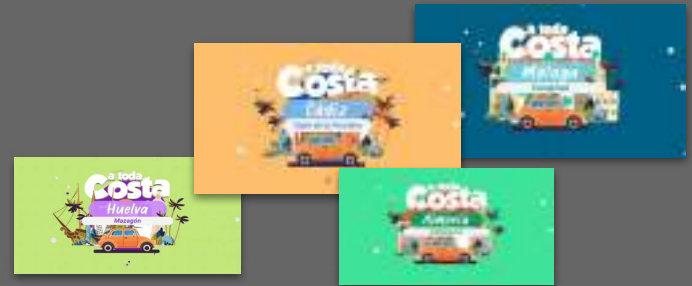 a toda
Costa
Málaga
a toda
Costa
Cádiz
a toda
Costa
Huelva
Mazagón
a toda
Costa
Almería